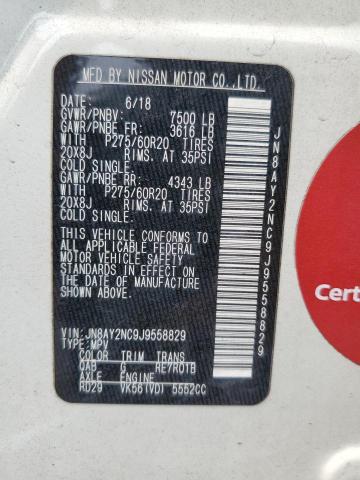 MFD BY NISSAN MOTOR CO.,LTD.
DATE: 6/18
GVWR/PNBV: 7500 LB
GAWR/PNBE FR: 3616 LB
WITH P275/60R20 TIRES
20X8J RIMS. AT 35PSI
COLD SINGLE.
GAWR/PNBE RR: 4343 LB
WITH P275/60R20 TIRES
20X8J RIMS. AT 35PSI
COLD SINGLE.
THIS VEHICLE CONFORMS TO
ALL APPLICABLE FEDERAL
MOTOR VEHICLE SAFETY
STANDARDS IN EFFECT ON
THE DATE OF MANUFACTURE
SHOWN ABOVE.
VIN:JN8AY2NC9J9558829
TYPE:MPV
COLOR TRIM TRANS
QAB G RE7R01B
AXLE ENGINE
RD29 VK56(VD) 5552CC
JN8AY2NC9J9558829
Cert